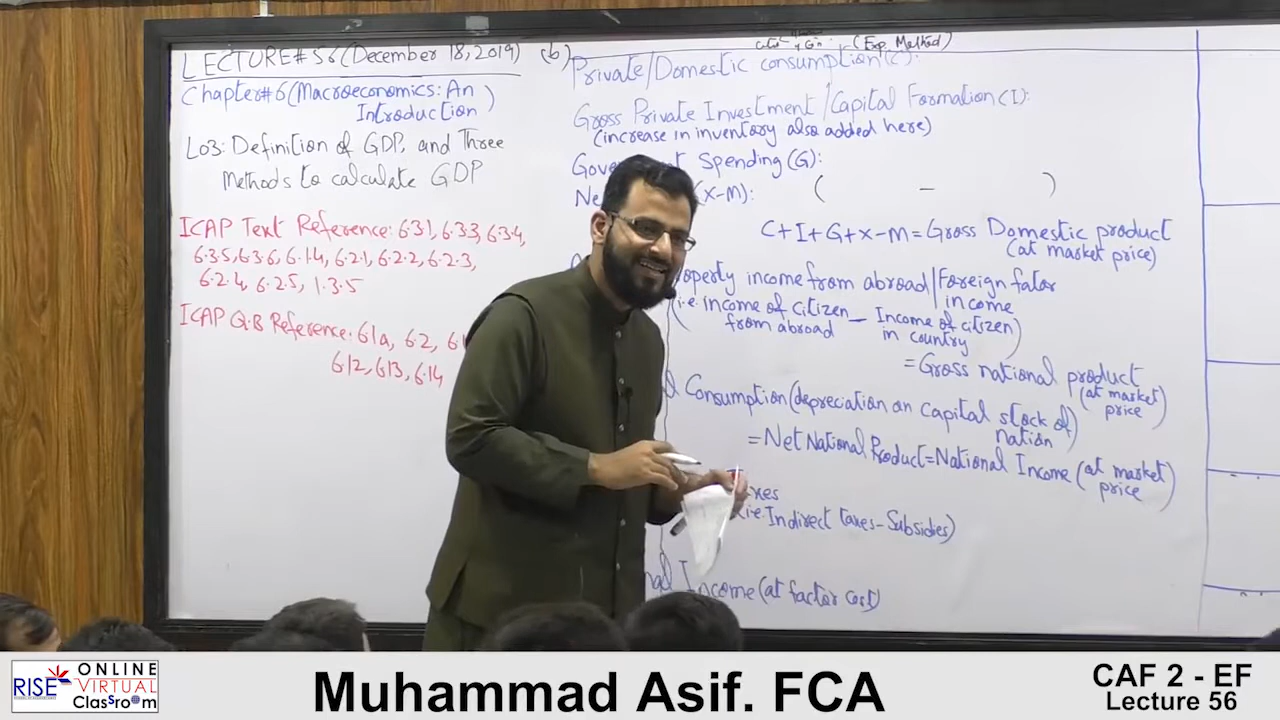 LECTURE# 56 (December 18, 2019)
Chapter#6 (Macroeconomics: An
Introduction)
LO3: Definition of GDP, and Three
Methods to calculate GDP
ICAP Text Reference: 6.3.1, 6.3.3, 6.3.4,
6.3.5, 6.3.6, 6.1.4, 6.2.1, 6.2.2, 6.2.3,
6.2.4, 6.2.5, 1.3.5
ICAP Q.B Reference: 6.1a, 6.2,
6.12, 6.13, 6.14
(b)
(Exp. Method)
Private/Domestic consumption (C):
Gross Private Investment/Capital Formation (I):
(increase in inventory also added here)
Spending (G):
(X-M): ( - )
C+I+G+X-M = Gross Domestic product
(at market price)
income from abroad/Foreign fator
income
(i.e. income of citizen - Income of citizen
from abroad in country)
= Gross national product
(at market
price)
Consumption (depreciation on capital stock of
nation)
= Net National Product = National Income (at market
price)
(i.e. Indirect taxes - Subsidies)
Income (at factor cost)
RISE
ONLINE
VIRTUAL
ClassrOOm
Muhammad Asif. FCA
CAF 2 - EF
Lecture 56